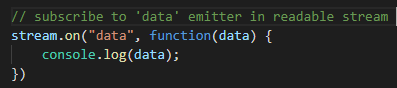 // subscribe to 'data' emitter in readable stream
stream.on("data", function(data) {
    console.log(data);
})